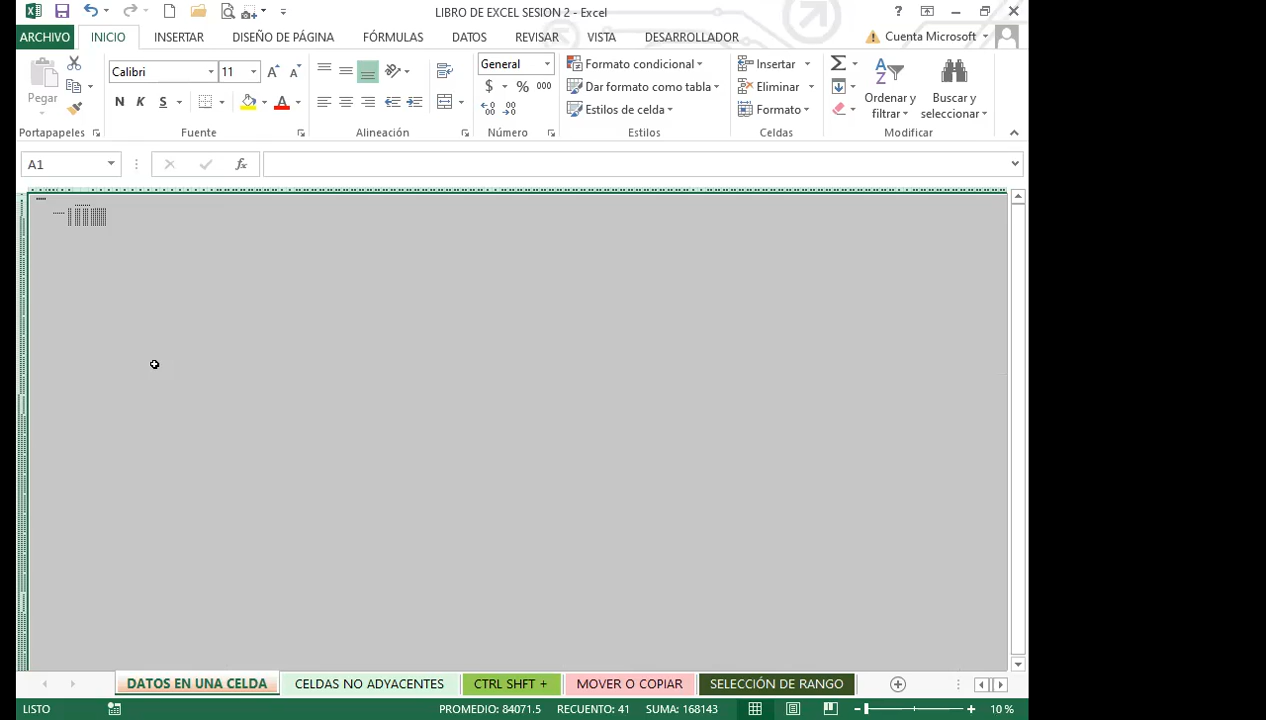 LIBRO DE EXCEL SESION 2 - Excel
?
ARCHIVO INICIO INSERTAR DISEÑO DE PÁGINA FÓRMULAS DATOS REVISAR VISTA DESARROLLADOR Cuenta Microsoft
Pegar
Calibri 11
N K S
General
$ % 000
Formato condicional
Dar formato como tabla
Estilos de celda
Insertar
Eliminar
Formato
Ordenar y filtrar
Buscar y seleccionar
Portapapeles Fuente Alineación Número Estilos Celdas Modificar
A1 fx
DATOS EN UNA CELDA CELDAS NO ADYACENTES CTRL SHFT + MOVER O COPIAR SELECCIÓN DE RANGO
LISTO PROMEDIO: 84071.5 RECUENTO: 41 SUMA: 168143 10 %